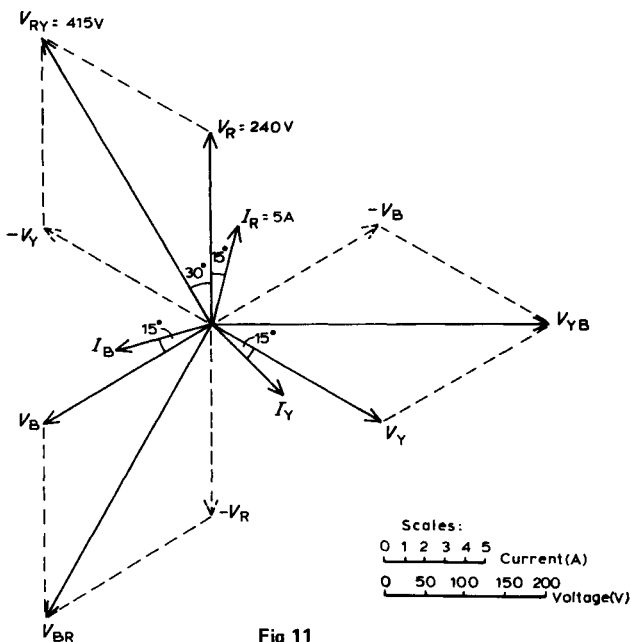 V_RY = 415V
V_R = 240V
-V_Y
I_R = 5A
-V_B
30°
15°
V_YB
15°
15°
I_B
I_Y
V_B
V_Y
-V_R
Scales:
0 1 2 3 4 5 Current(A)
0 50 100 150 200 Voltage(V)
V_BR
Fig 11